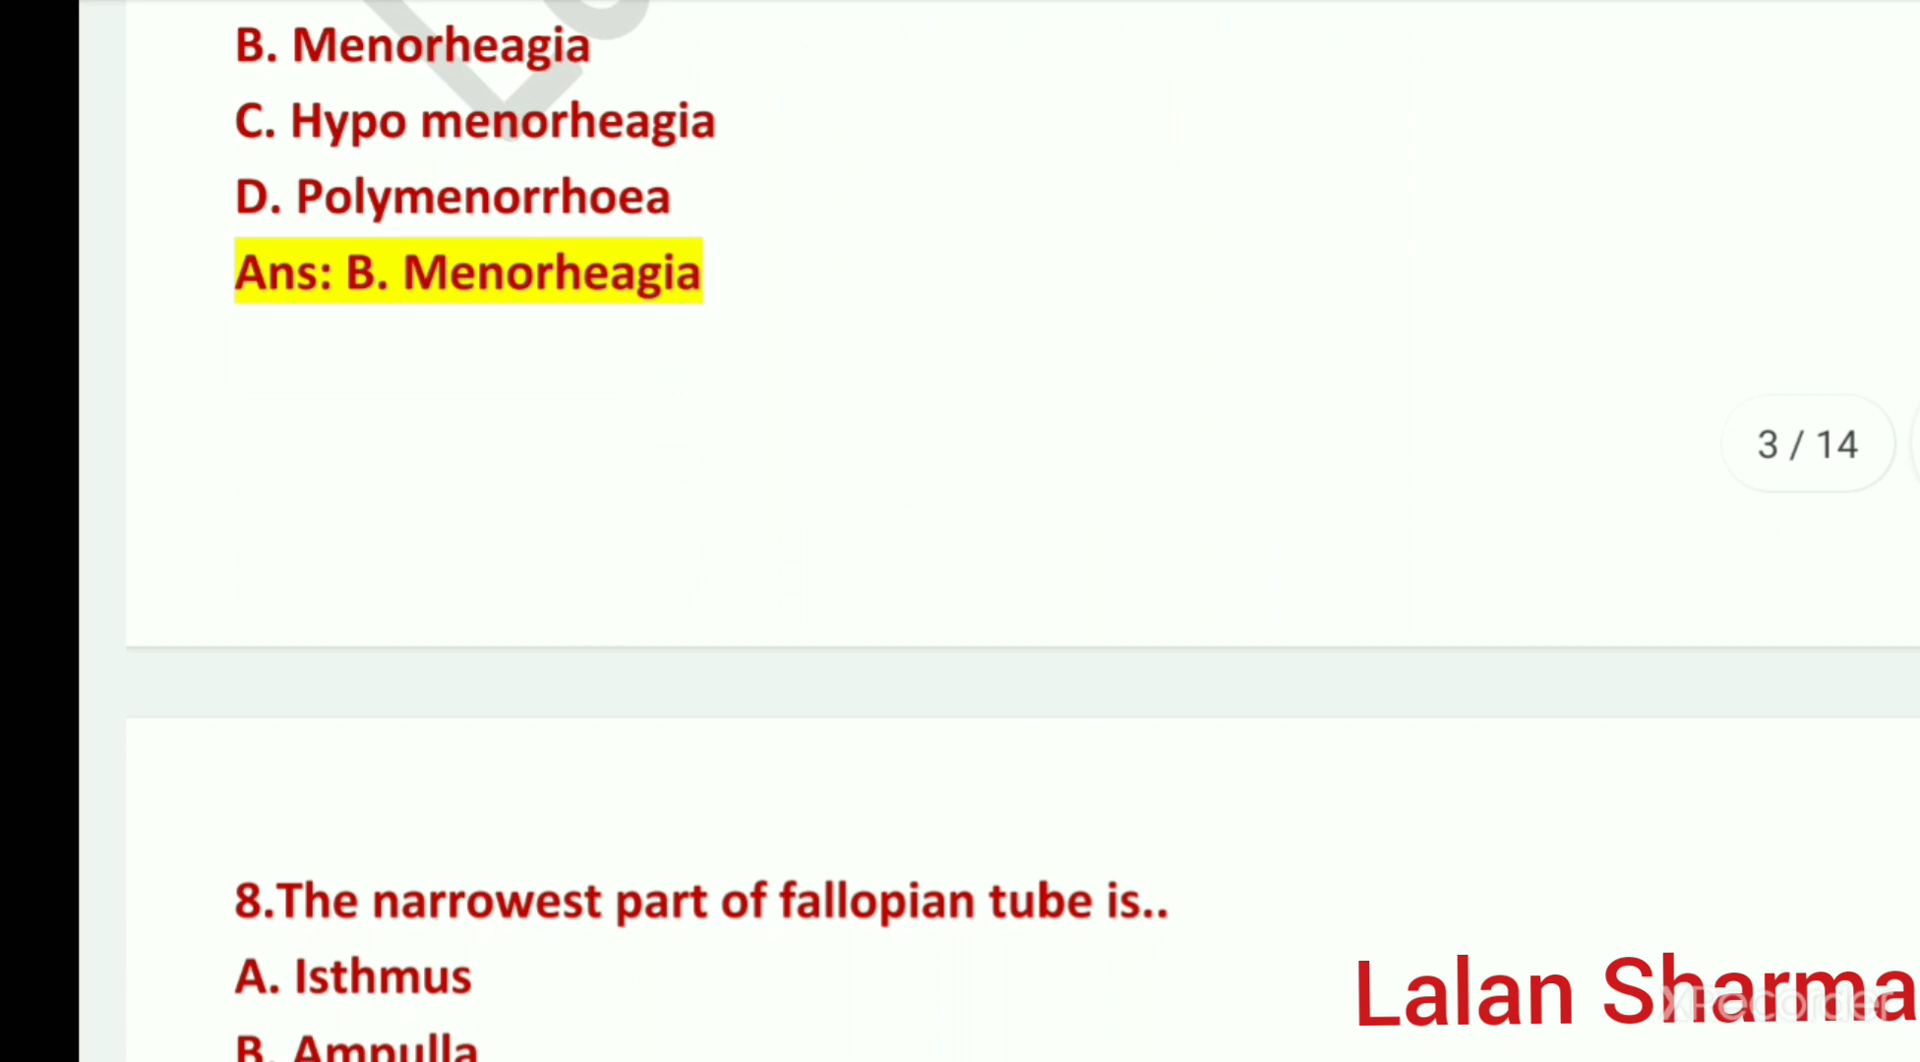 B. Menorheagia
C. Hypo menorheagia
D. Polymenorrhoea
Ans: B. Menorheagia
3 / 14
8.The narrowest part of fallopian tube is..
A. Isthmus
B. Ampulla
Lalan Sharma
XRecorder